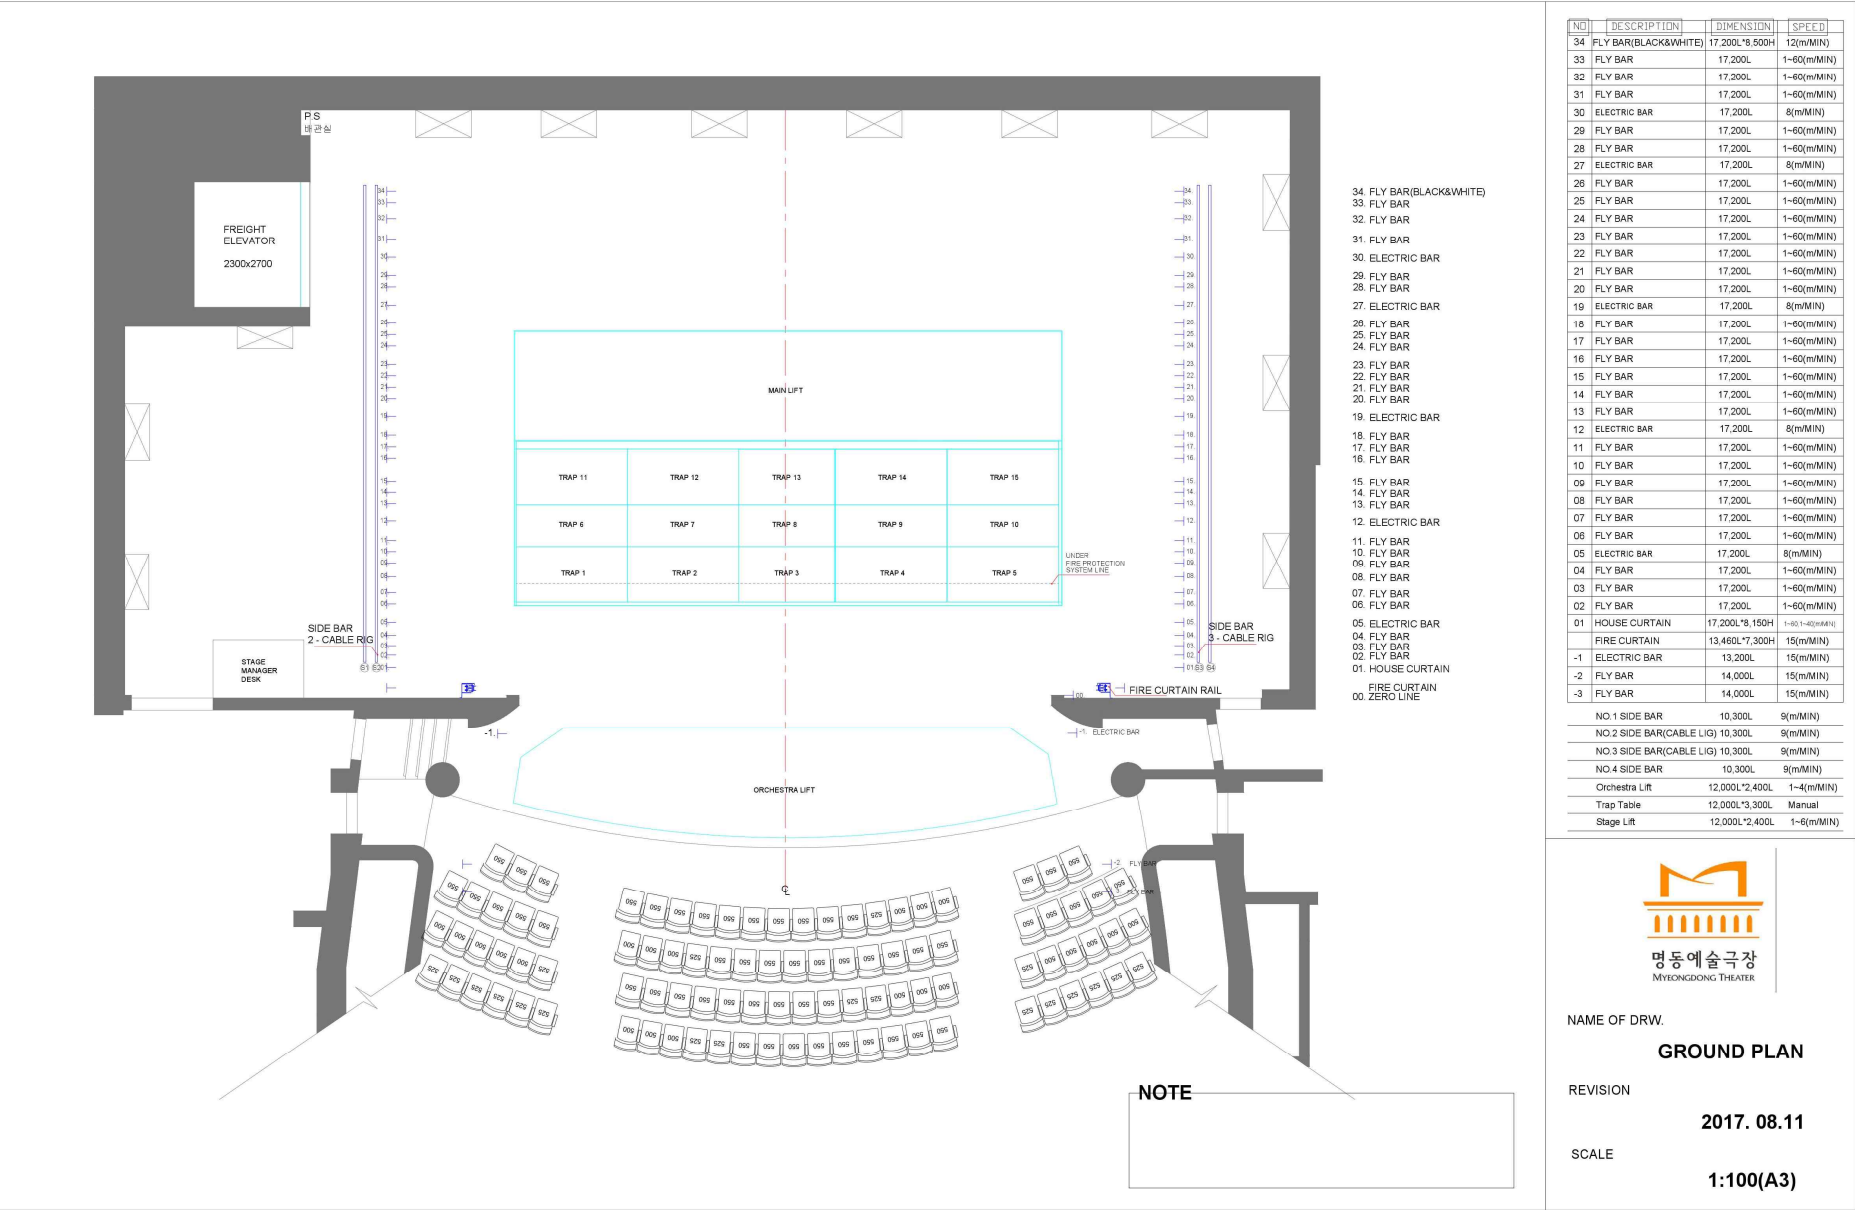 P.S
배관실
FREIGHT
ELEVATOR
2300x2700
MAIN LIFT
TRAP 11
TRAP 12
TRAP 13
TRAP 14
TRAP 15
TRAP 6
TRAP 7
TRAP 8
TRAP 9
TRAP 10
TRAP 1
TRAP 2
TRAP 3
TRAP 4
TRAP 5
UNDER
FIRE PROTECTION
SYSTEM LINE
SIDE BAR
2 - CABLE RIG
SIDE BAR
3 - CABLE RIG
S1 S2
S3 S4
STAGE
MANAGER
DESK
FIRE CURTAIN RAIL
00.
-1.
-1. ELECTRIC BAR
ORCHESTRA LIFT
-2. FLY BAR
FLY BAR
34. FLY BAR(BLACK&WHITE)
33. FLY BAR
32. FLY BAR
31. FLY BAR
30. ELECTRIC BAR
29. FLY BAR
28. FLY BAR
27. ELECTRIC BAR
26. FLY BAR
25. FLY BAR
24. FLY BAR
23. FLY BAR
22. FLY BAR
21. FLY BAR
20. FLY BAR
19. ELECTRIC BAR
18. FLY BAR
17. FLY BAR
16. FLY BAR
15. FLY BAR
14. FLY BAR
13. FLY BAR
12. ELECTRIC BAR
11. FLY BAR
10. FLY BAR
09. FLY BAR
08. FLY BAR
07. FLY BAR
06. FLY BAR
05. ELECTRIC BAR
04. FLY BAR
03. FLY BAR
02. FLY BAR
01. HOUSE CURTAIN
FIRE CURTAIN
00. ZERO LINE
NO DESCRIPTION DIMENSION SPEED
34 FLY BAR(BLACK&WHITE) 17,200L*8,500H 12(m/MIN)
33 FLY BAR 17,200L 1~60(m/MIN)
32 FLY BAR 17,200L 1~60(m/MIN)
31 FLY BAR 17,200L 1~60(m/MIN)
30 ELECTRIC BAR 17,200L 8(m/MIN)
29 FLY BAR 17,200L 1~60(m/MIN)
28 FLY BAR 17,200L 1~60(m/MIN)
27 ELECTRIC BAR 17,200L 8(m/MIN)
26 FLY BAR 17,200L 1~60(m/MIN)
25 FLY BAR 17,200L 1~60(m/MIN)
24 FLY BAR 17,200L 1~60(m/MIN)
23 FLY BAR 17,200L 1~60(m/MIN)
22 FLY BAR 17,200L 1~60(m/MIN)
21 FLY BAR 17,200L 1~60(m/MIN)
20 FLY BAR 17,200L 1~60(m/MIN)
19 ELECTRIC BAR 17,200L 8(m/MIN)
18 FLY BAR 17,200L 1~60(m/MIN)
17 FLY BAR 17,200L 1~60(m/MIN)
16 FLY BAR 17,200L 1~60(m/MIN)
15 FLY BAR 17,200L 1~60(m/MIN)
14 FLY BAR 17,200L 1~60(m/MIN)
13 FLY BAR 17,200L 1~60(m/MIN)
12 ELECTRIC BAR 17,200L 8(m/MIN)
11 FLY BAR 17,200L 1~60(m/MIN)
10 FLY BAR 17,200L 1~60(m/MIN)
09 FLY BAR 17,200L 1~60(m/MIN)
08 FLY BAR 17,200L 1~60(m/MIN)
07 FLY BAR 17,200L 1~60(m/MIN)
06 FLY BAR 17,200L 1~60(m/MIN)
05 ELECTRIC BAR 17,200L 8(m/MIN)
04 FLY BAR 17,200L 1~60(m/MIN)
03 FLY BAR 17,200L 1~60(m/MIN)
02 FLY BAR 17,200L 1~60(m/MIN)
01 HOUSE CURTAIN 17,200L*8,150H 1~60,1~40(m/MIN)
FIRE CURTAIN 13,460L*7,300H 15(m/MIN)
-1 ELECTRIC BAR 13,200L 15(m/MIN)
-2 FLY BAR 14,000L 15(m/MIN)
-3 FLY BAR 14,000L 15(m/MIN)
NO.1 SIDE BAR 10,300L 9(m/MIN)
NO.2 SIDE BAR(CABLE LIG) 10,300L 9(m/MIN)
NO.3 SIDE BAR(CABLE LIG) 10,300L 9(m/MIN)
NO.4 SIDE BAR 10,300L 9(m/MIN)
Orchestra Lift 12,000L*2,400L 1~4(m/MIN)
Trap Table 12,000L*3,300L Manual
Stage Lift 12,000L*2,400L 1~6(m/MIN)
명동예술극장
MYEONGDONG THEATER
NAME OF DRW.
GROUND PLAN
REVISION
2017. 08.11
SCALE
1:100(A3)
NOTE